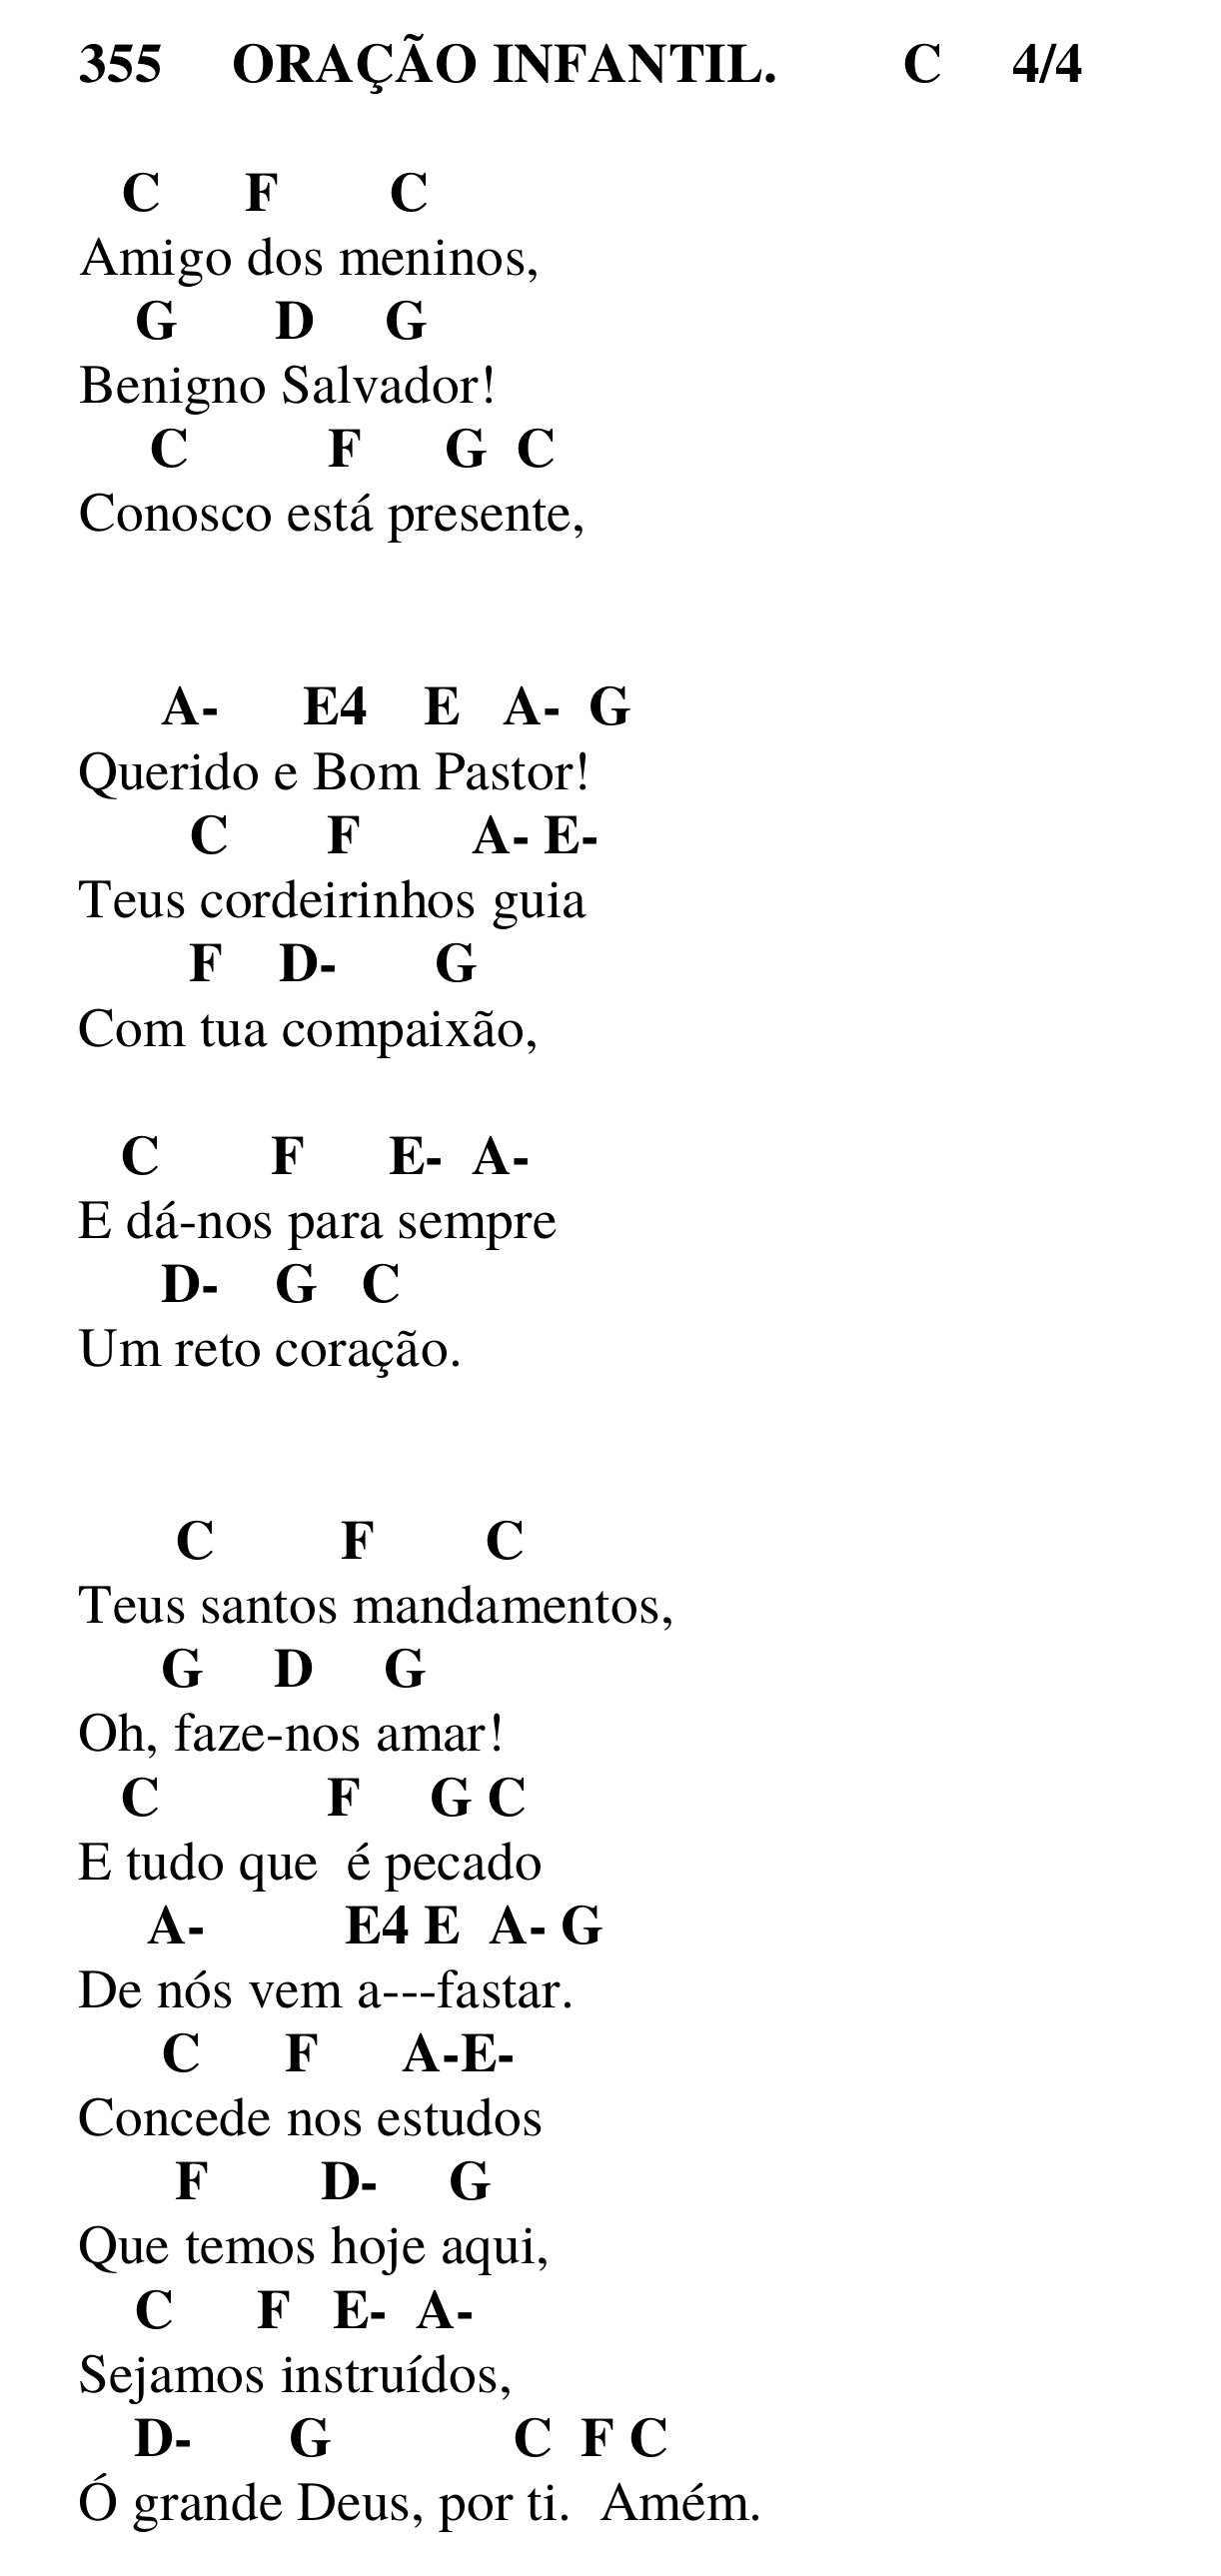 355 ORAÇÃO INFANTIL. C 4/4
C F C
Amigo dos meninos,
G D G
Benigno Salvador!
C F G C
Conosco está presente,
A- E4 E A- G
Querido e Bom Pastor!
C F A- E-
Teus cordeirinhos guia
F D- G
Com tua compaixão,
C F E- A-
E dá-nos para sempre
D- G C
Um reto coração.
C F C
Teus santos mandamentos,
G D G
Oh, faze-nos amar!
C F G C
E tudo que é pecado
A- E4 E A- G
De nós vem a---fastar.
C F A-E-
Concede nos estudos
F D- G
Que temos hoje aqui,
C F E- A-
Sejamos instruídos,
D- G C F C
Ó grande Deus, por ti. Amém.